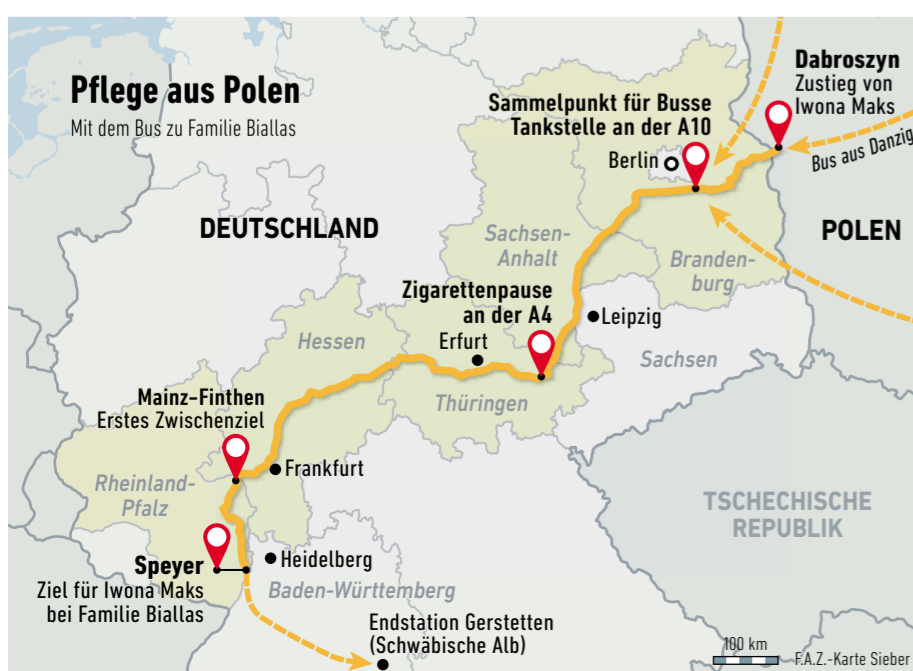 Pflege aus Polen
Mit dem Bus zu Familie Biallas
Dabroszyn
Zustieg von
Iwona Maks
Sammelpunkt für Busse
Tankstelle an der A10
Berlin
Bus aus Danzig
DEUTSCHLAND
POLEN
Sachsen-
Anhalt
Branden-
burg
Zigarettenpause
an der A4
Leipzig
Hessen
Erfurt
Sachsen
Thüringen
Mainz-Finthen
Erstes Zwischenziel
Frankfurt
Rheinland-
Pfalz
TSCHECHISCHE
REPUBLIK
Speyer
Ziel für Iwona Maks
bei Familie Biallas
Heidelberg
Baden-Württemberg
Endstation Gerstetten
(Schwäbische Alb)
100 km
F.A.Z.-Karte Sieber